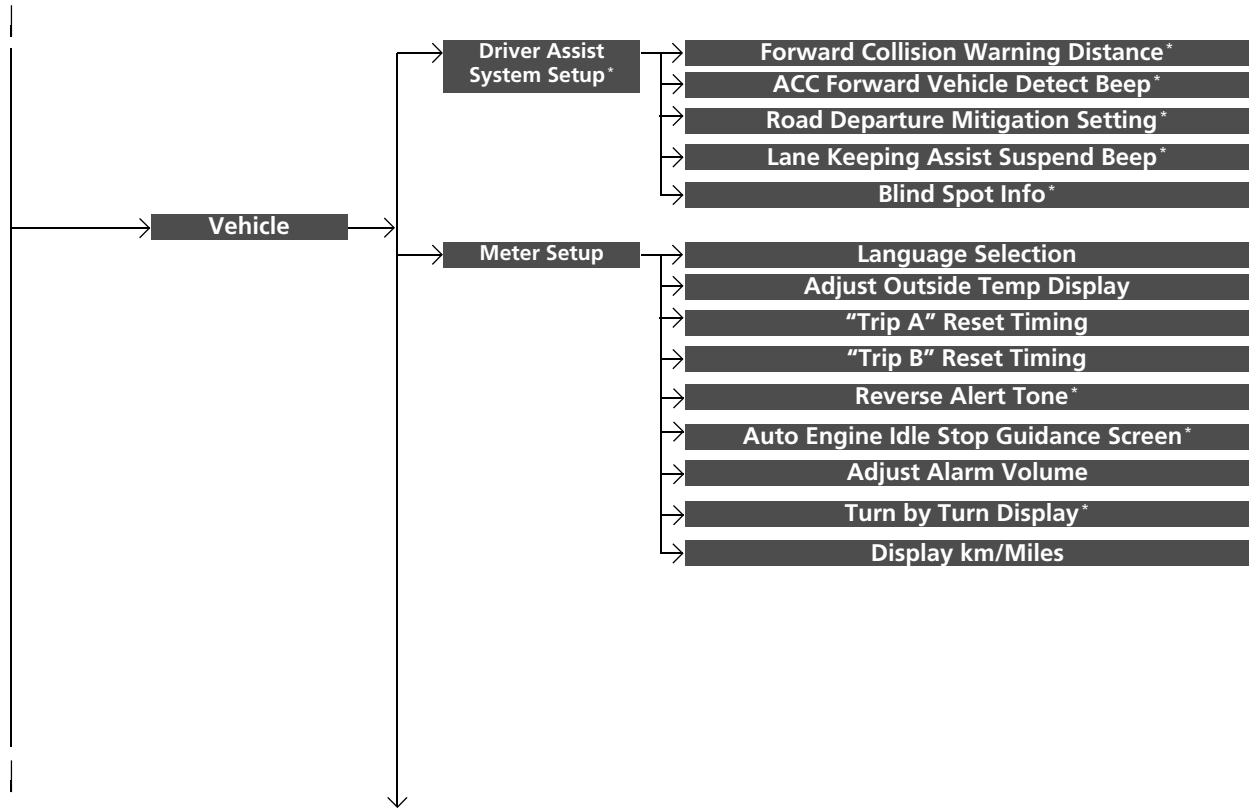 Driver Assist
System Setup*
Forward Collision Warning Distance*
ACC Forward Vehicle Detect Beep*
Road Departure Mitigation Setting*
Lane Keeping Assist Suspend Beep*
Blind Spot Info*
Vehicle
Meter Setup
Language Selection
Adjust Outside Temp Display
“Trip A” Reset Timing
“Trip B” Reset Timing
Reverse Alert Tone*
Auto Engine Idle Stop Guidance Screen*
Adjust Alarm Volume
Turn by Turn Display*
Display km/Miles